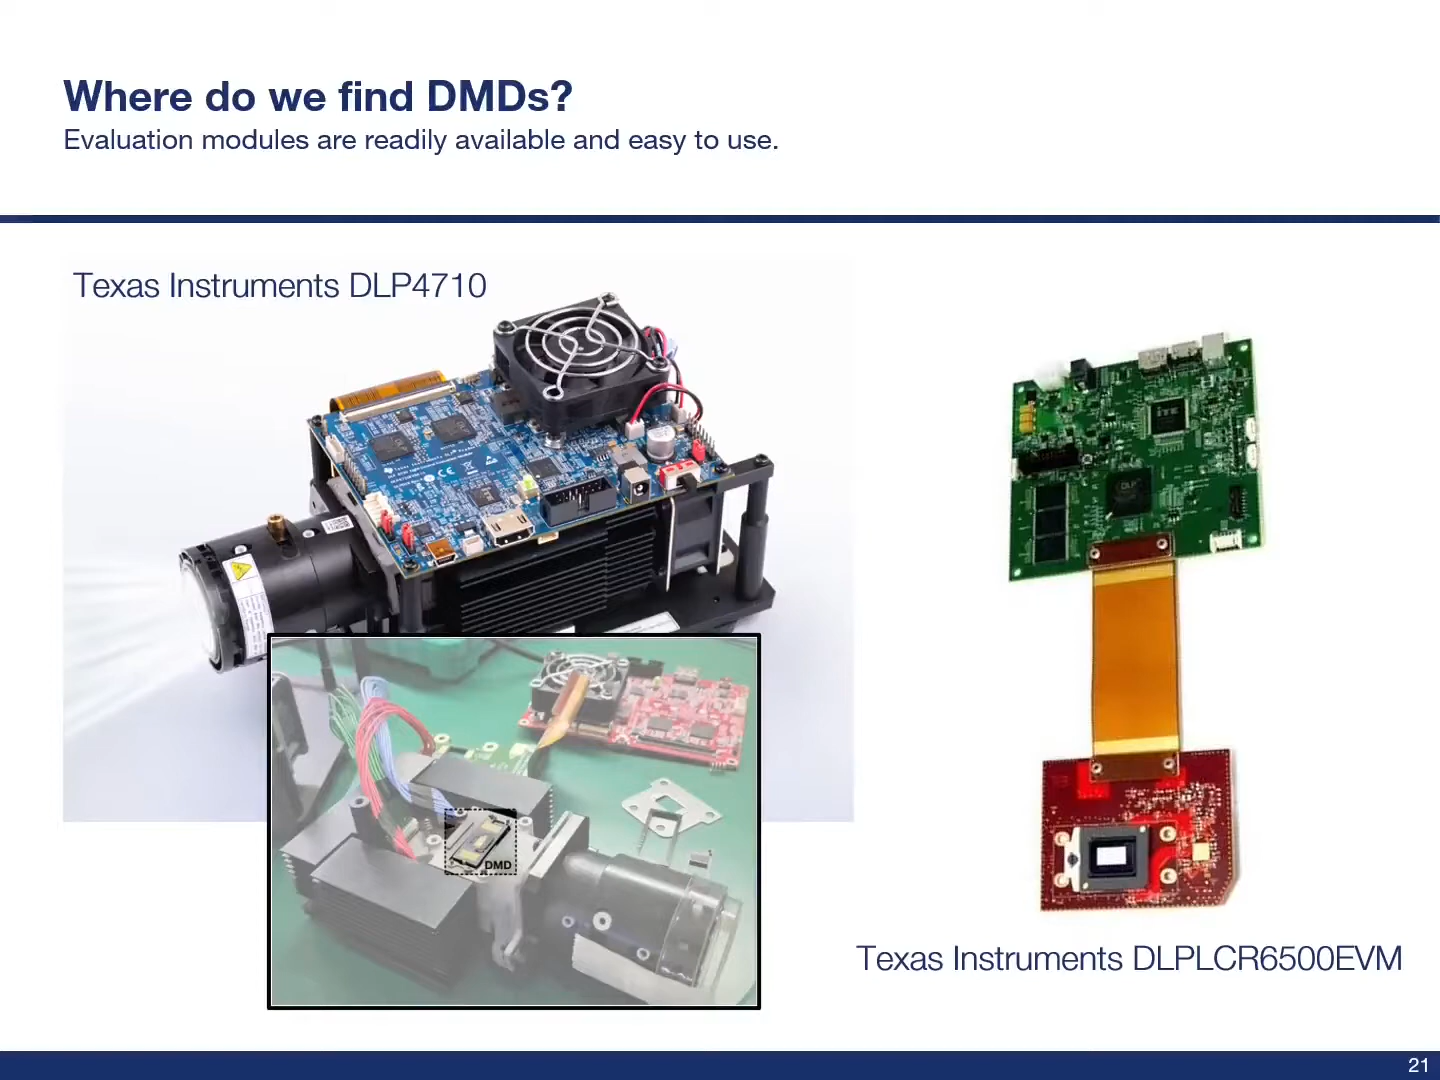 Where do we find DMDs?
Evaluation modules are readily available and easy to use.
Texas Instruments DLP4710
DMD
Texas Instruments DLPLCR6500EVM
21